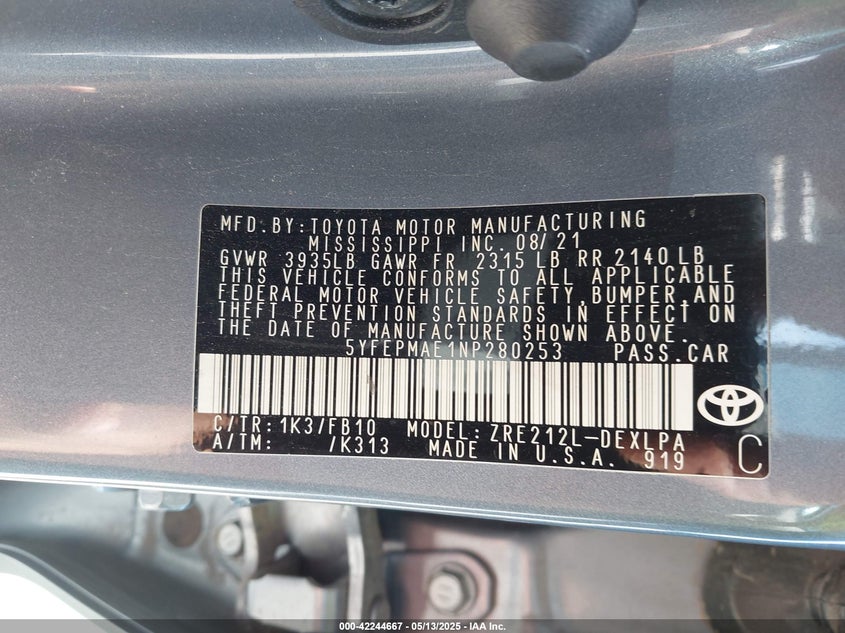 MFD.BY:TOYOTA MOTOR MANUFACTURING
MISSISSIPPI INC. 08/21
GVWR 3935LB GAWR FR 2315 LB RR 2140 LB
THIS VEHICLE CONFORMS TO ALL APPLICABLE
FEDERAL MOTOR VEHICLE SAFETY,BUMPER,AND
THEFT PREVENTION STANDARDS IN EFFECT ON
THE DATE OF MANUFACTURE SHOWN ABOVE.
5YFEPMAE1NP280253 PASS.CAR
C/TR:1K3/FB10 MODEL:ZRE212L-DEXLPA
A/TM: /K313 MADE IN U.S.A. 919 C
000-42244667 — 05/13/2025 — IAA Inc.